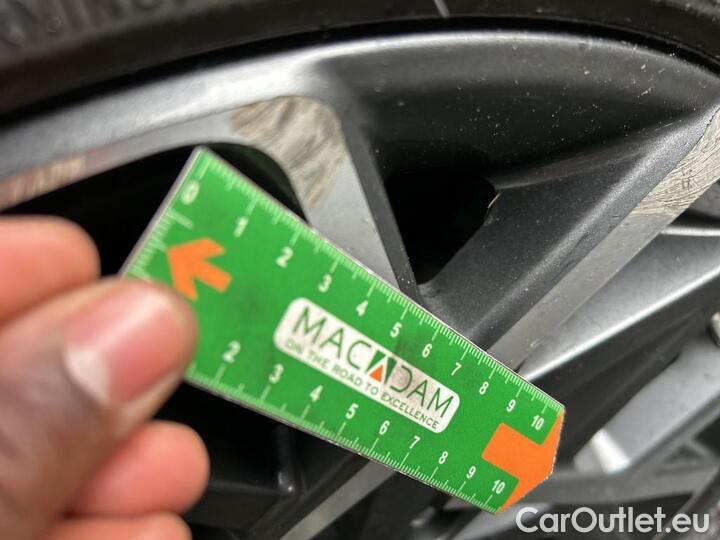 0 1 2 3 4 5 6 7 8 9 10
MACADAM
ON THE ROAD TO EXCELLENCE
2 3 4 5 6 7 8 9 10
CarOutlet.eu